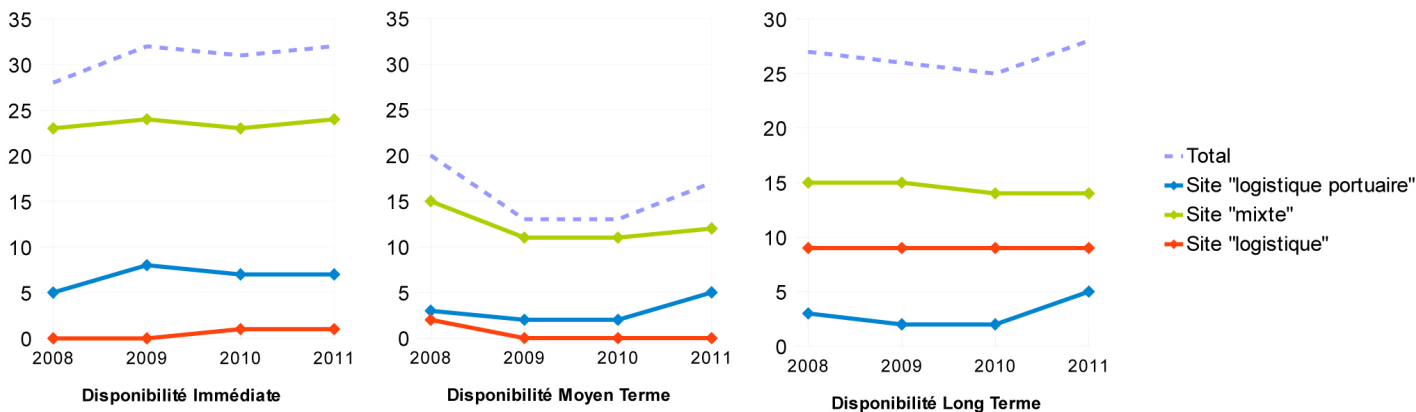 35
30
25
20
15
10
5
0
2008 2009 2010 2011
Disponibilité Immédiate
35
30
25
20
15
10
5
0
2008 2009 2010 2011
Disponibilité Moyen Terme
30
25
20
15
10
5
0
2008 2009 2010 2011
Disponibilité Long Terme
Total
Site "logistique portuaire"
Site "mixte"
Site "logistique"